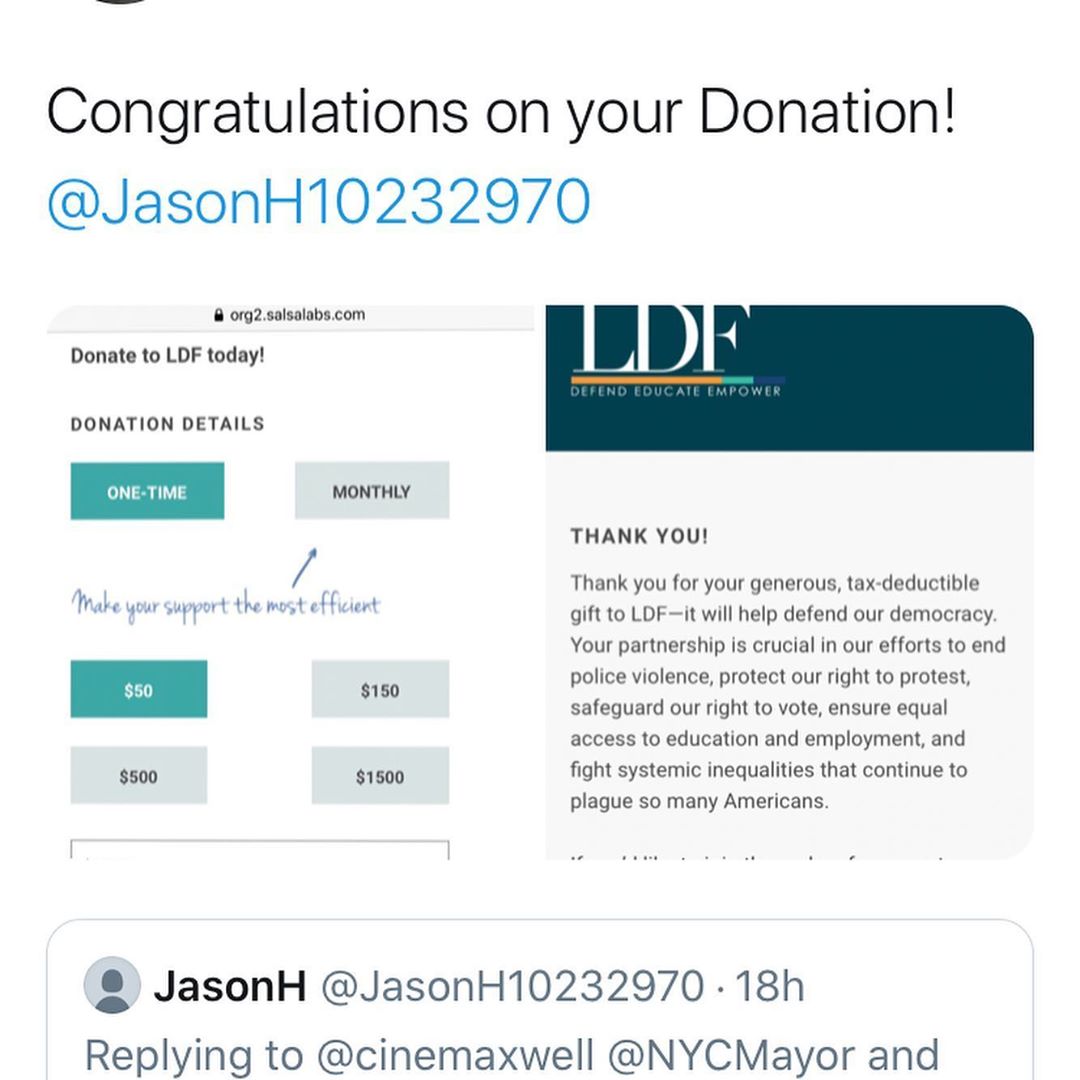 Congratulations on your Donation!
@JasonH10232970
org2.salsalabs.com
Donate to LDF today!
DONATION DETAILS
ONE-TIME
MONTHLY
Make your support the most efficient
$50
$150
$500
$1500
LDF
DEFEND EDUCATE EMPOWER
THANK YOU!
Thank you for your generous, tax-deductible
gift to LDF—it will help defend our democracy.
Your partnership is crucial in our efforts to end
police violence, protect our right to protest,
safeguard our right to vote, ensure equal
access to education and employment, and
fight systemic inequalities that continue to
plague so many Americans.
JasonH @JasonH10232970 · 18h
Replying to @cinemaxwell @NYCMayor and